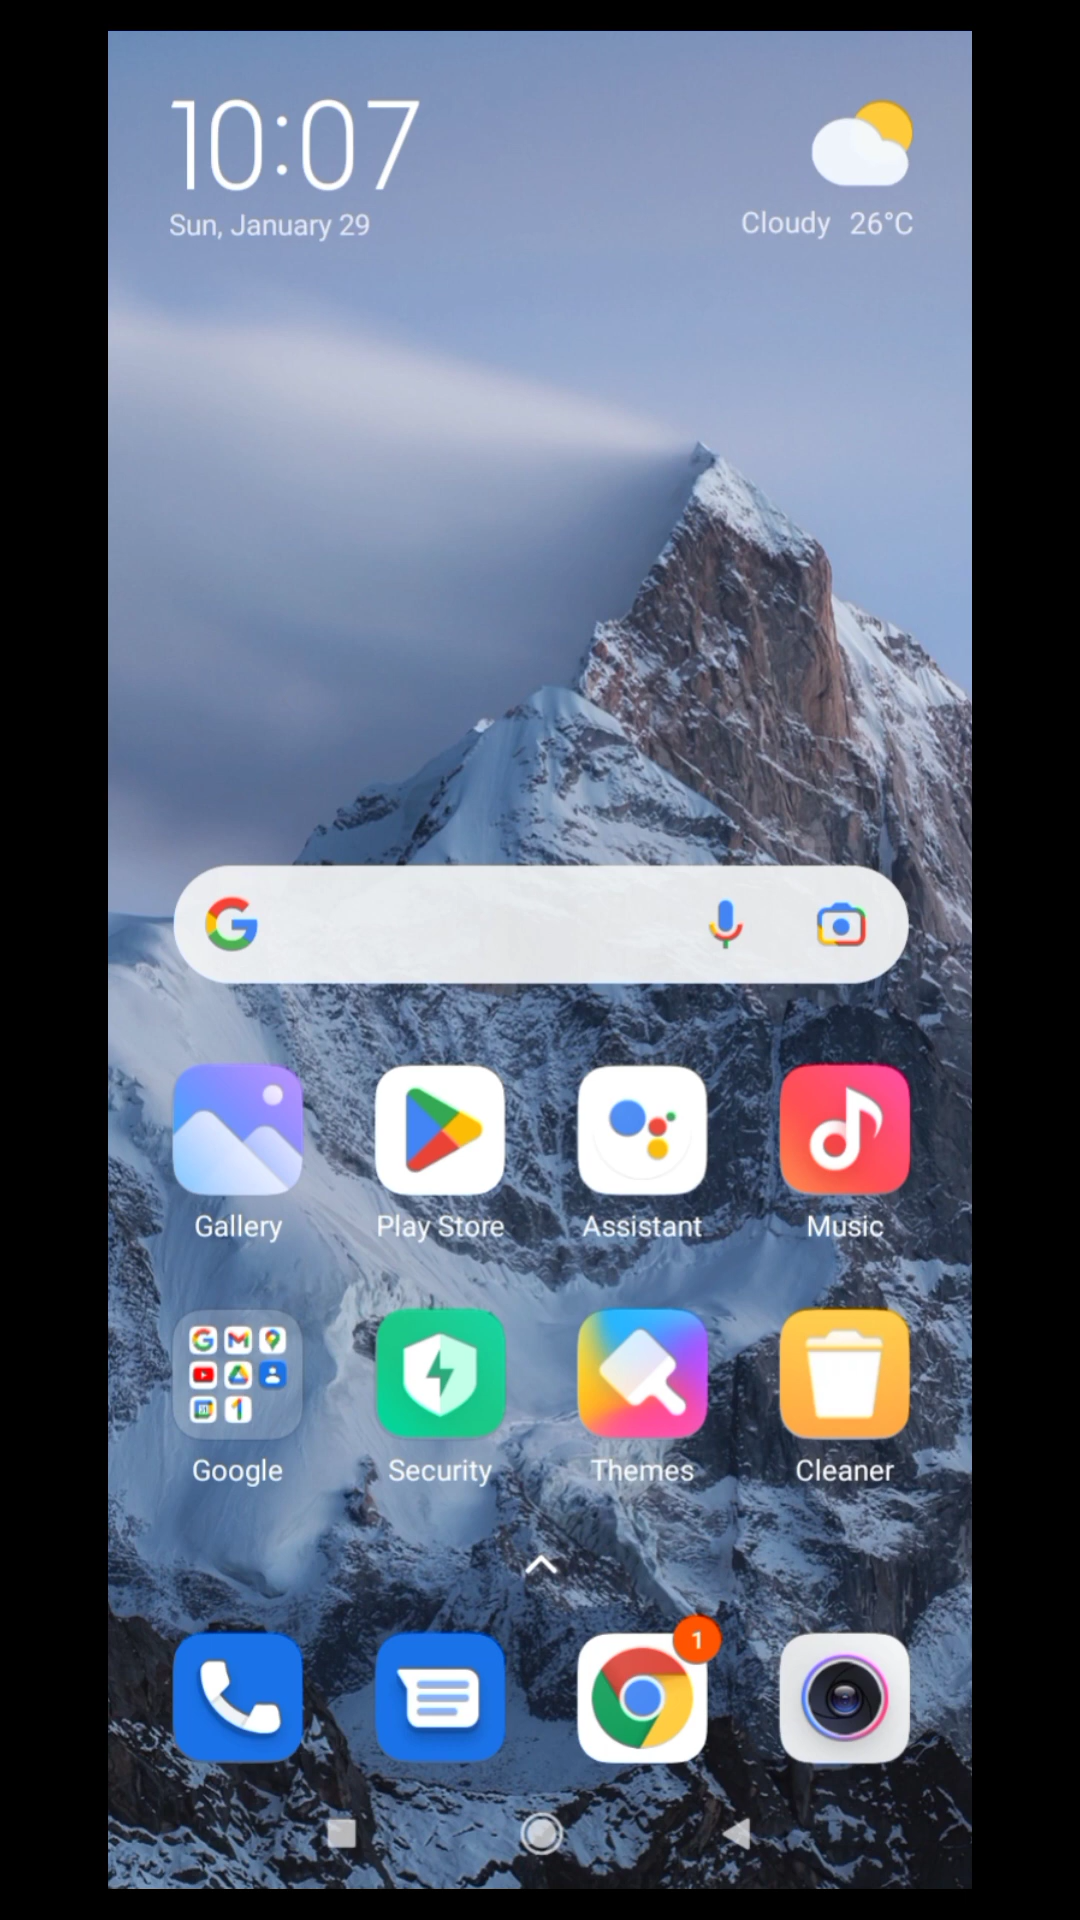 10:07
Sun, January 29
Cloudy 26°C
Gallery
Play Store
Assistant
Music
Google
Security
Themes
Cleaner
1